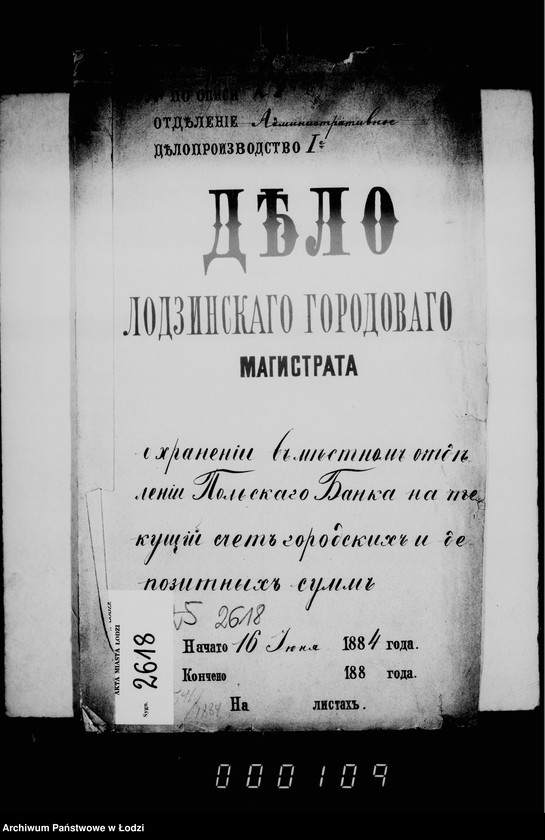 ПО ОПИСИ
ОТДѢЛЕНІЕ Административное
ДѢЛОПРОИЗВОДСТВО I
ДѢЛО
ЛОДЗИНСКАГО ГОРОДОВАГО
МАГИСТРАТА
о храненіи въ мѣстномъ отдѣ
леніи Польскаго Банка на те
кущій счетъ городскихъ и де
позитныхъ суммъ
2618
Начато 16 Іюня 1884 года.
Кончено 188 года.
На листахъ.
AKTA MIASTA ŁODZI
Sygn. 2618
000109
Archiwum Państwowe w Łodzi